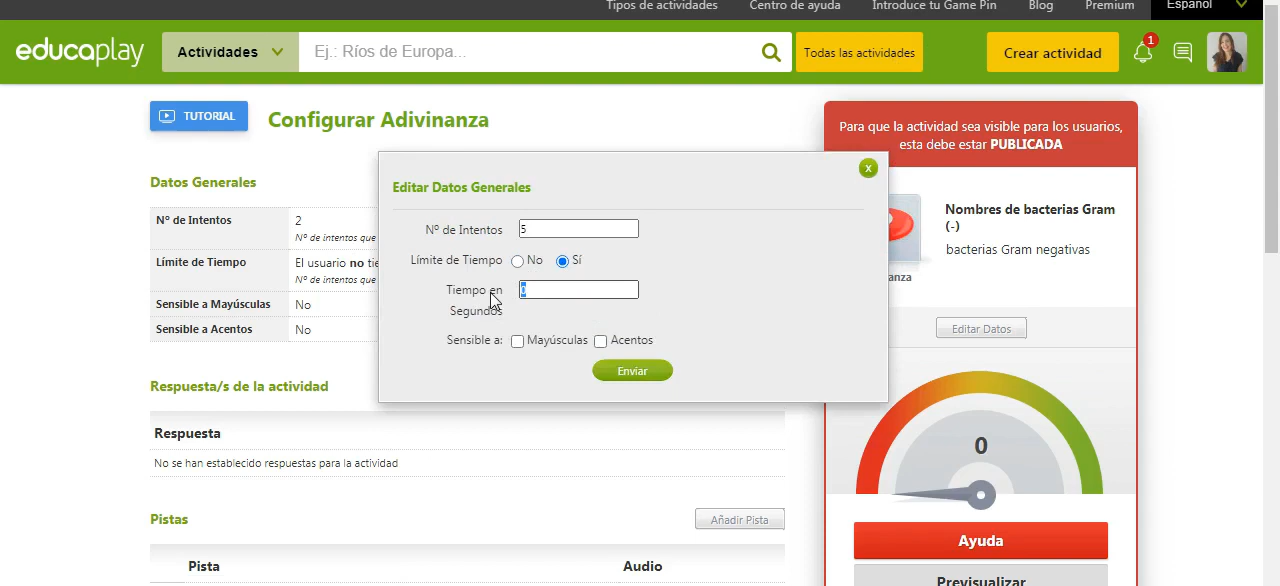 Tipos de actividades Centro de ayuda Introduce tu Game Pin Blog Premium Español
educaplay Actividades Ej.: Ríos de Europa... Todas las actividades Crear actividad 1
TUTORIAL Configurar Adivinanza
Para que la actividad sea visible para los usuarios,
esta debe estar PUBLICADA
Datos Generales
Nº de Intentos 2
Nº de intentos que
Límite de Tiempo El usuario no tie
Nº de intentos que
Sensible a Mayúsculas No
Sensible a Acentos No
x
Editar Datos Generales
Nº de Intentos 5
Límite de Tiempo No Sí
Tiempo en 0
Segundos
Sensible a: Mayúsculas Acentos
Enviar
Nombres de bacterias Gram
(-)
bacterias Gram negativas
anza
Editar Datos
0
Ayuda
Previsualizar
Respuesta/s de la actividad
Respuesta
No se han establecido respuestas para la actividad
Pistas Añadir Pista
Pista Audio